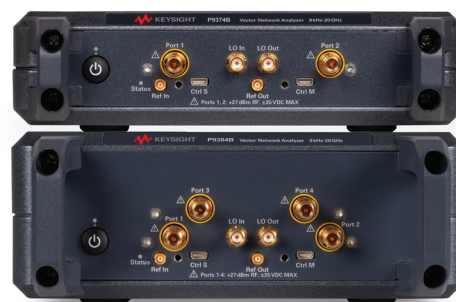 KEYSIGHT P9374B Vector Network Analyzer 9 kHz-20 GHz
Port 1 LO In LO Out Port 2
Status Ref In Ctrl S Ref Out Ctrl M
Ports 1, 2: +27 dBm RF, ±35 VDC MAX
KEYSIGHT P9384B Vector Network Analyzer 9 kHz-20 GHz
Port 3 Port 4
Port 1 LO In LO Out Port 2
Status Ref In Ctrl S Ref Out Ctrl M
Ports 1-4: +27 dBm RF, ±35 VDC MAX